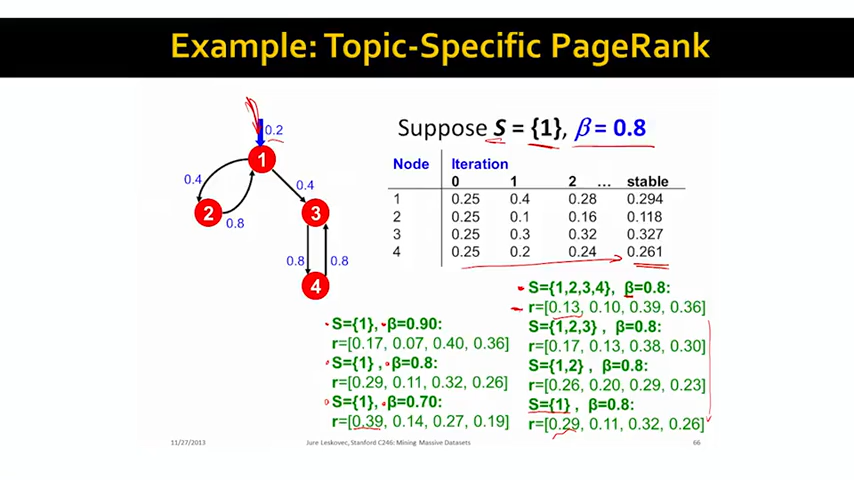 Example: Topic-Specific PageRank
0.2
1
0.4
0.4
2
0.8
3
0.8
0.8
4
Suppose S = {1}, β = 0.8
Node Iteration
0 1 2 … stable
1 0.25 0.4 0.28 0.294
2 0.25 0.1 0.16 0.118
3 0.25 0.3 0.32 0.327
4 0.25 0.2 0.24 0.261
S={1}, β=0.90:
r=[0.17, 0.07, 0.40, 0.36]
S={1} , β=0.8:
r=[0.29, 0.11, 0.32, 0.26]
S={1}, β=0.70:
r=[0.39, 0.14, 0.27, 0.19]
S={1,2,3,4}, β=0.8:
r=[0.13, 0.10, 0.39, 0.36]
S={1,2,3} , β=0.8:
r=[0.17, 0.13, 0.38, 0.30]
S={1,2} , β=0.8:
r=[0.26, 0.20, 0.29, 0.23]
S={1} , β=0.8:
r=[0.29, 0.11, 0.32, 0.26]
11/27/2013 Jure Leskovec, Stanford C246: Mining Massive Datasets 66